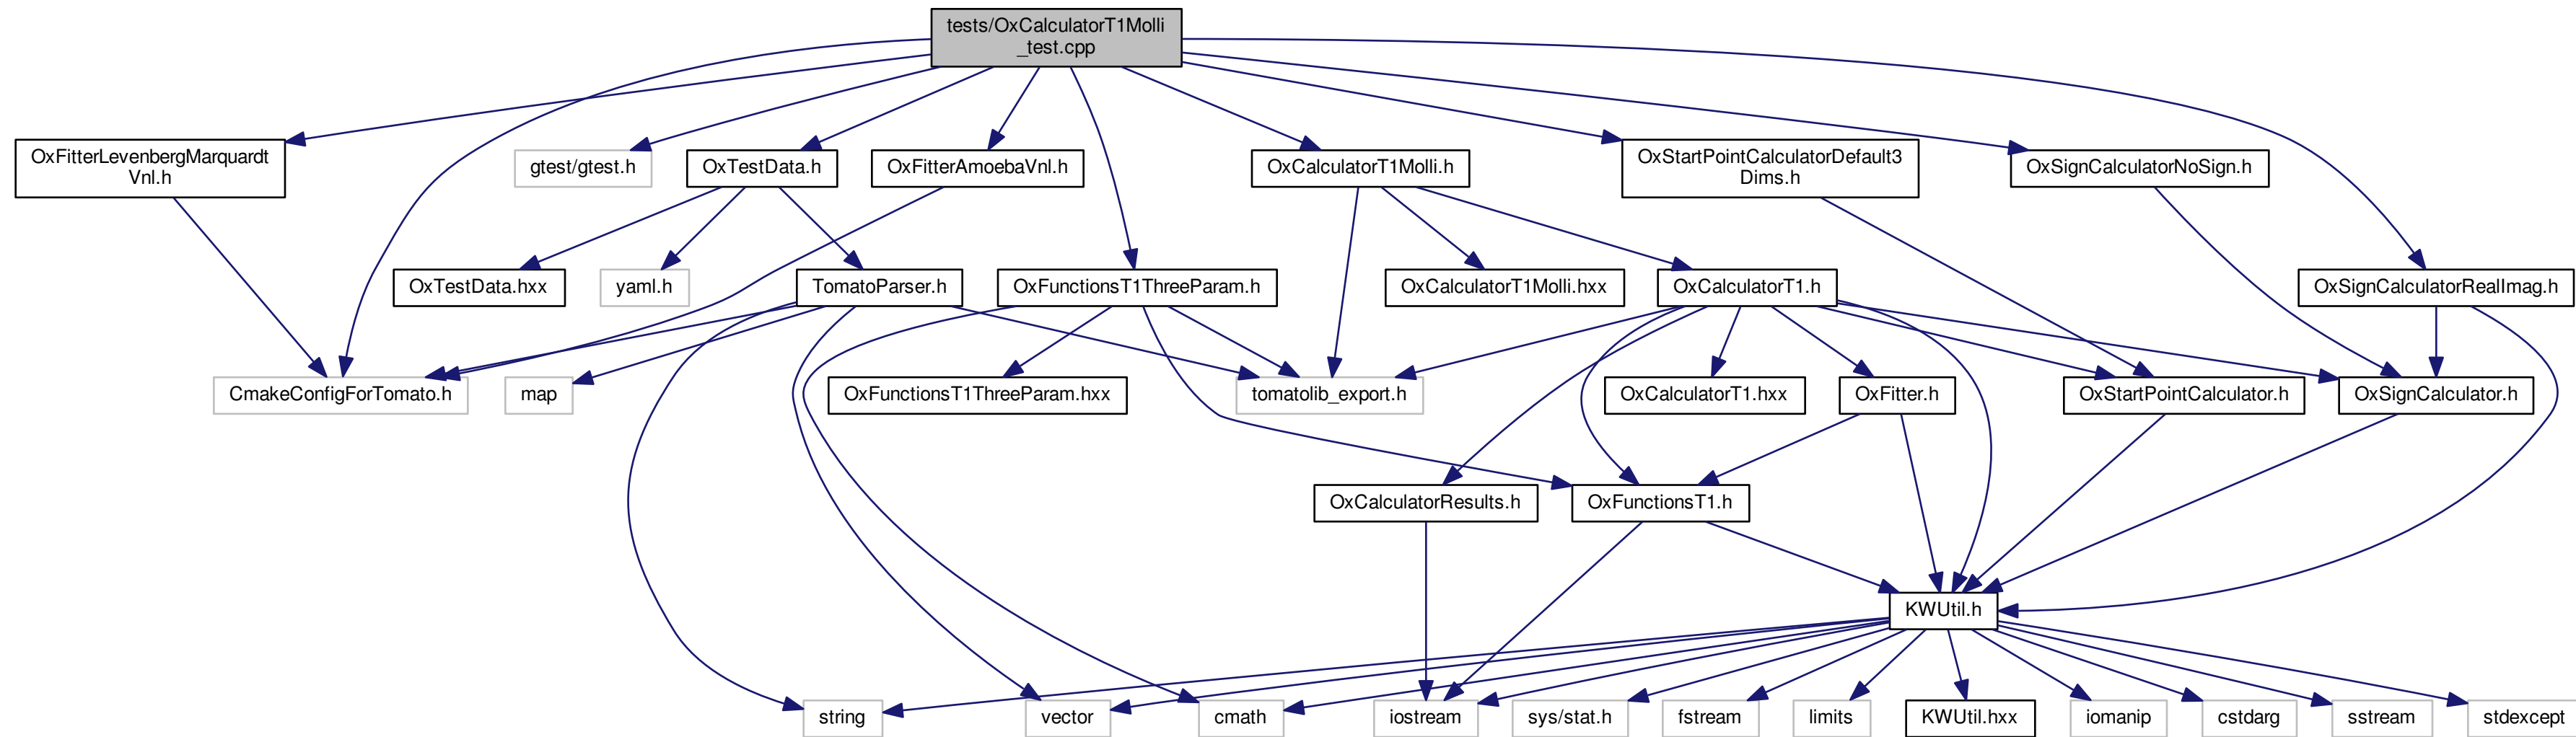 tests/OxCalculatorT1Molli
_test.cpp
OxFitterLevenbergMarquardt
Vnl.h
gtest/gtest.h
OxTestData.h
OxFitterAmoebaVnl.h
OxCalculatorT1Molli.h
OxStartPointCalculatorDefault3
Dims.h
OxSignCalculatorNoSign.h
OxTestData.hxx
yaml.h
TomatoParser.h
OxFunctionsT1ThreeParam.h
OxCalculatorT1Molli.hxx
OxCalculatorT1.h
OxSignCalculatorRealImag.h
CmakeConfigForTomato.h
map
OxFunctionsT1ThreeParam.hxx
tomatolib_export.h
OxCalculatorT1.hxx
OxFitter.h
OxStartPointCalculator.h
OxSignCalculator.h
OxCalculatorResults.h
OxFunctionsT1.h
KWUtil.h
string
vector
cmath
iostream
sys/stat.h
fstream
limits
KWUtil.hxx
iomanip
cstdarg
sstream
stdexcept